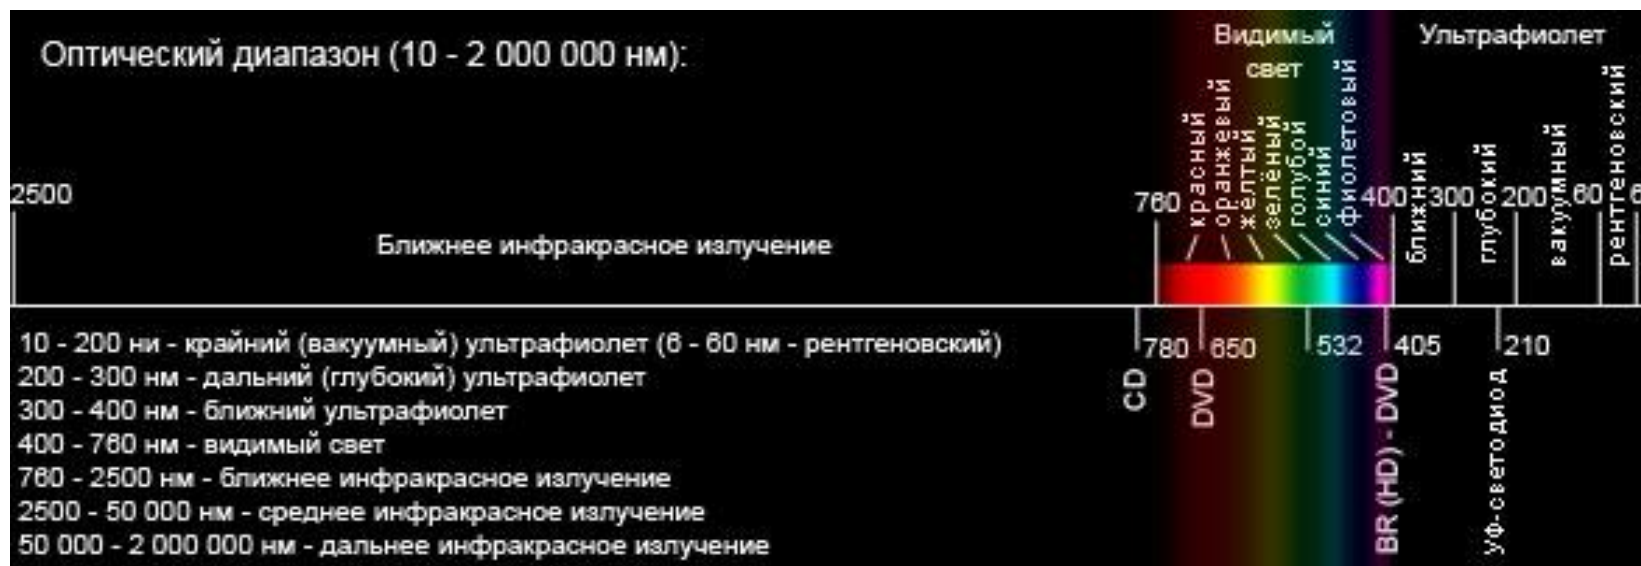 Оптический диапазон (10 - 2 000 000 нм):
Видимый
свет
Ультрафиолет
красный
оранжевый
жёлтый
зелёный
голубой
синий
фиолетовый
ближний
глубокий
вакуумный
рентгеновский
2500
760
400
300
200
60
6
Ближнее инфракрасное излучение
780
650
532
405
210
CD
DVD
BR (HD) - DVD
уф-светодиод
10 - 200 ни - крайний (вакуумный) ультрафиолет (6 - 60 нм - рентгеновский)
200 - 300 нм - дальний (глубокий) ультрафиолет
300 - 400 нм - ближний ультрафиолет
400 - 760 нм - видимый свет
760 - 2500 нм - ближнее инфракрасное излучение
2500 - 50 000 нм - среднее инфракрасное излучение
50 000 - 2 000 000 нм - дальнее инфракрасное излучение